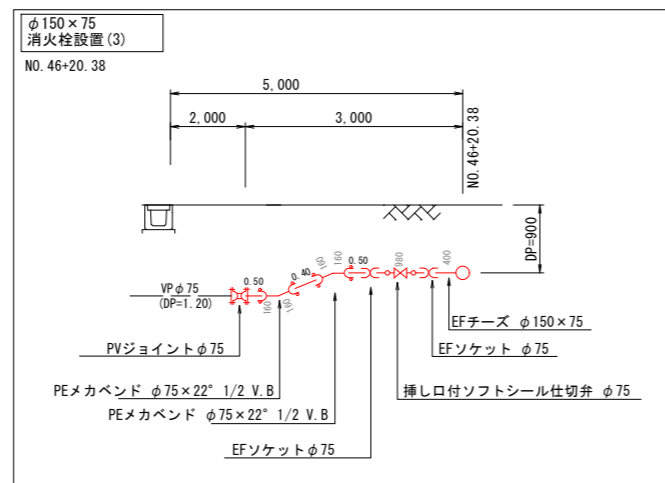 φ150×75
消火栓設置(3)
NO.46+20.38
5,000
2,000
3,000
NO.46+20.38
DP=900
VPφ75
(DP=1.20)
0.50
160
160
0.40
160
160
0.50
980
400
EFチーズ φ150×75
PVジョイントφ75
EFソケット φ75
PEメカベンド φ75×22° 1/2 V.B
挿し口付ソフトシール仕切弁 φ75
PEメカベンド φ75×22° 1/2 V.B
EFソケットφ75